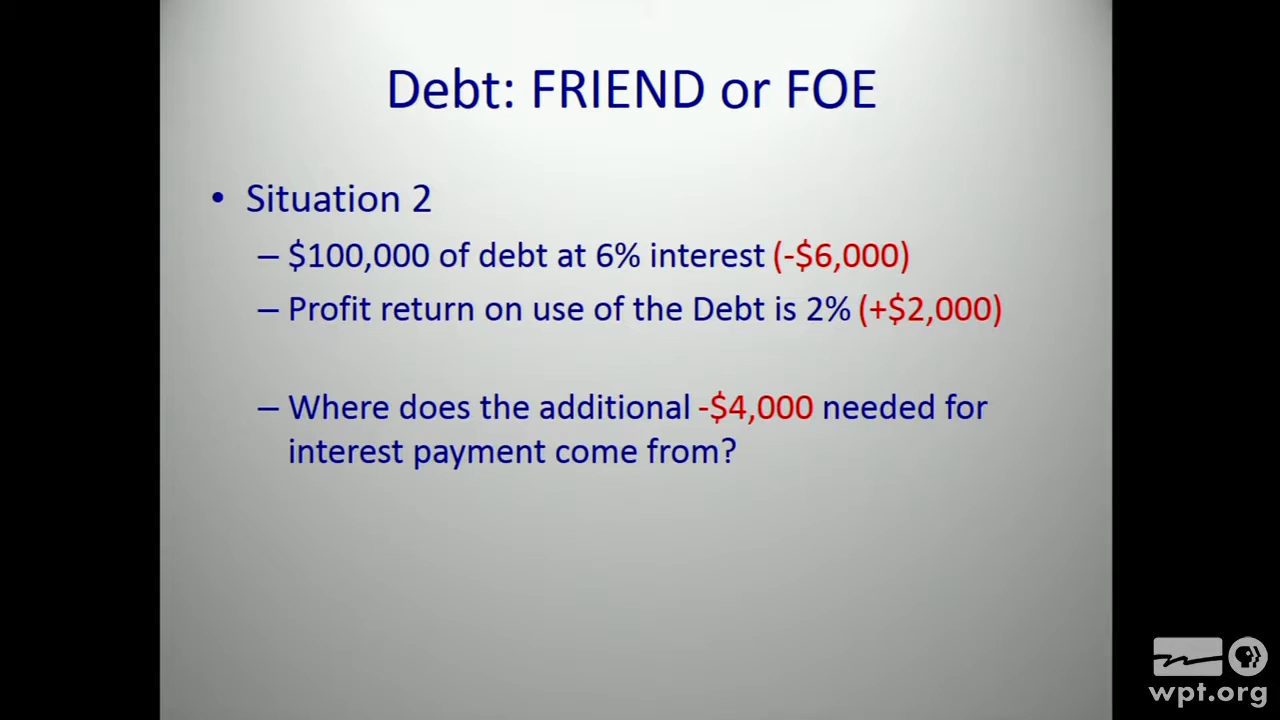 Debt: FRIEND or FOE
• Situation 2
– $100,000 of debt at 6% interest (-$6,000)
– Profit return on use of the Debt is 2% (+$2,000)
– Where does the additional -$4,000 needed for
interest payment come from?
wpt.org